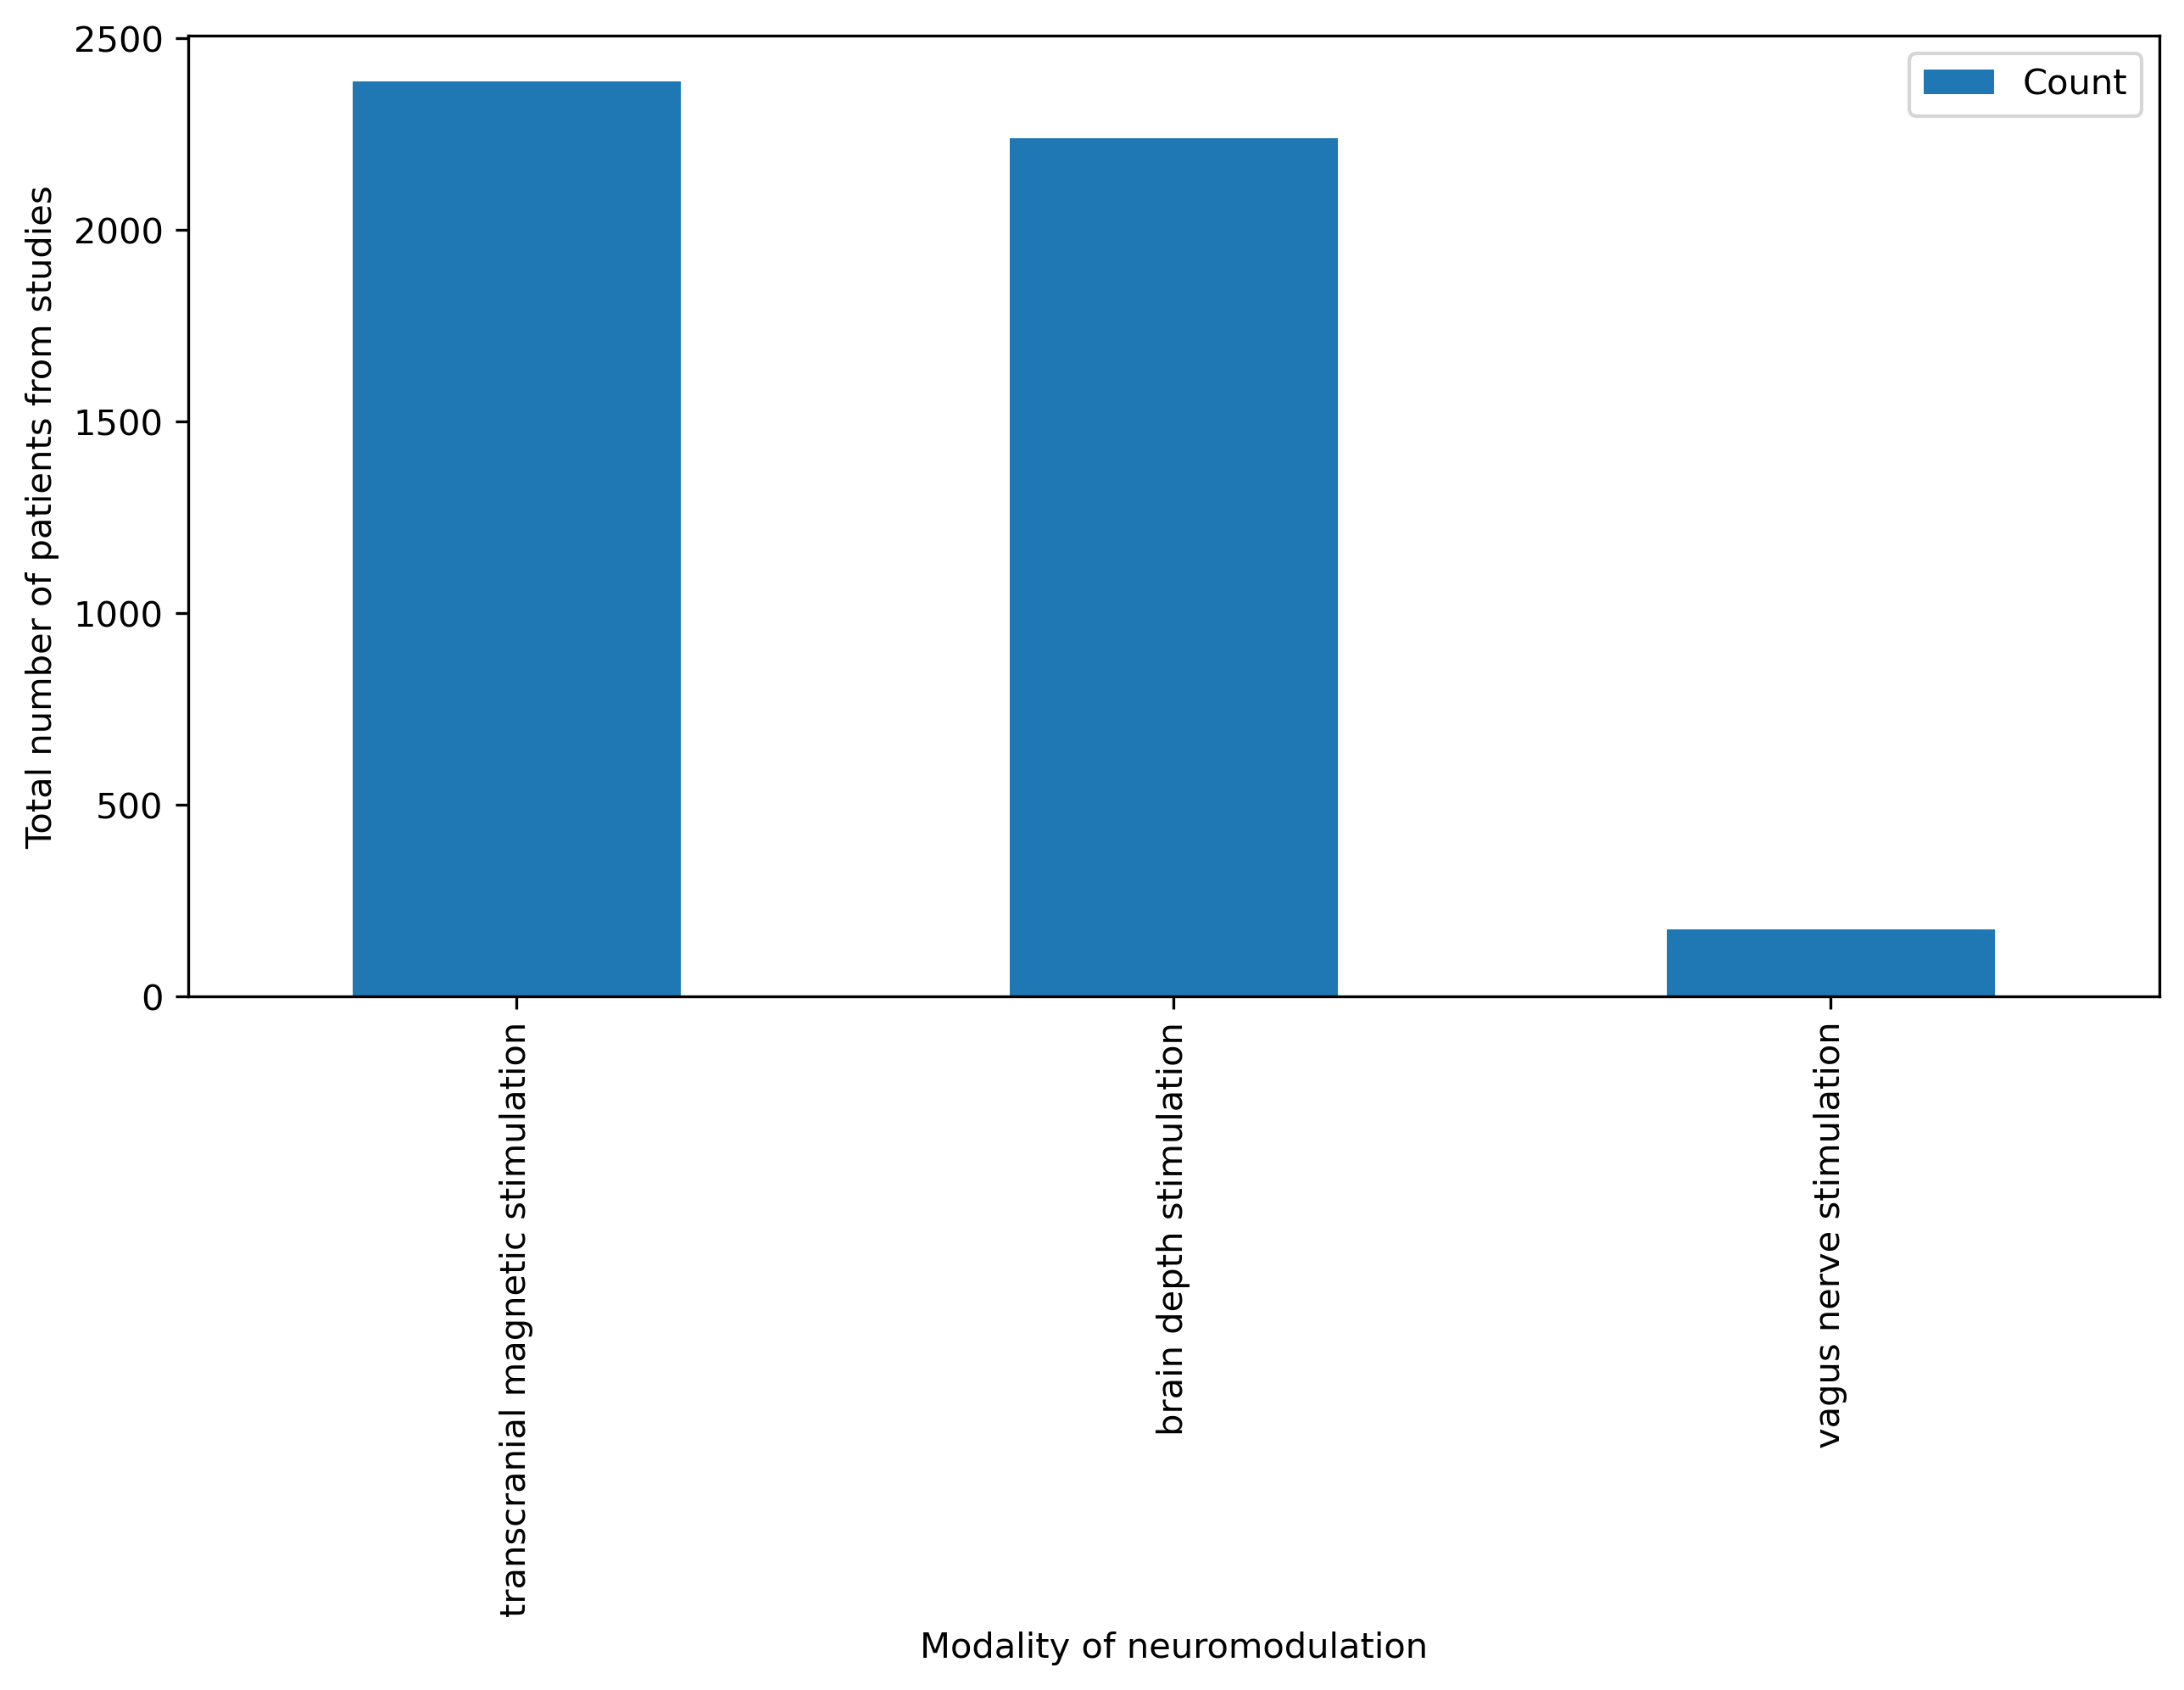 Count
Total number of patients from studies
2500
2000
1500
1000
500
0
transcranial magnetic stimulation
brain depth stimulation
vagus nerve stimulation
Modality of neuromodulation